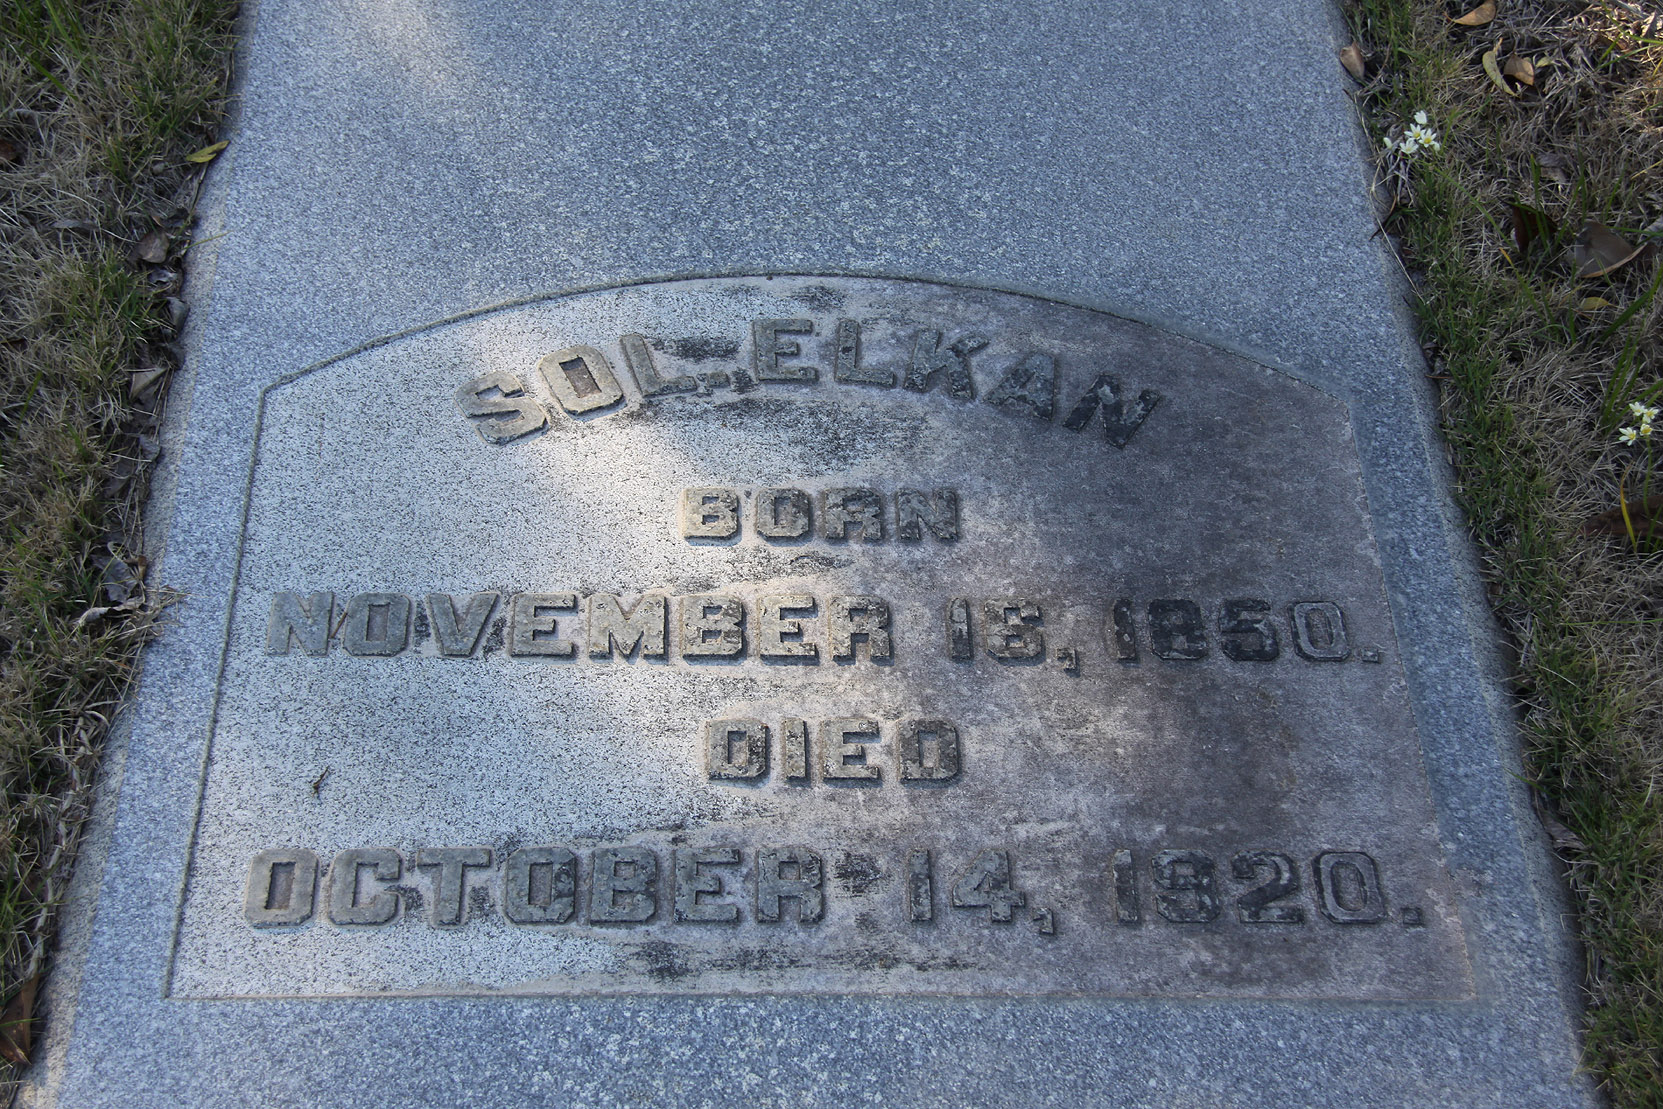 SOL. ELKAN
BORN
NOVEMBER 16, 1850.
DIED
OCTOBER 14, 1920.